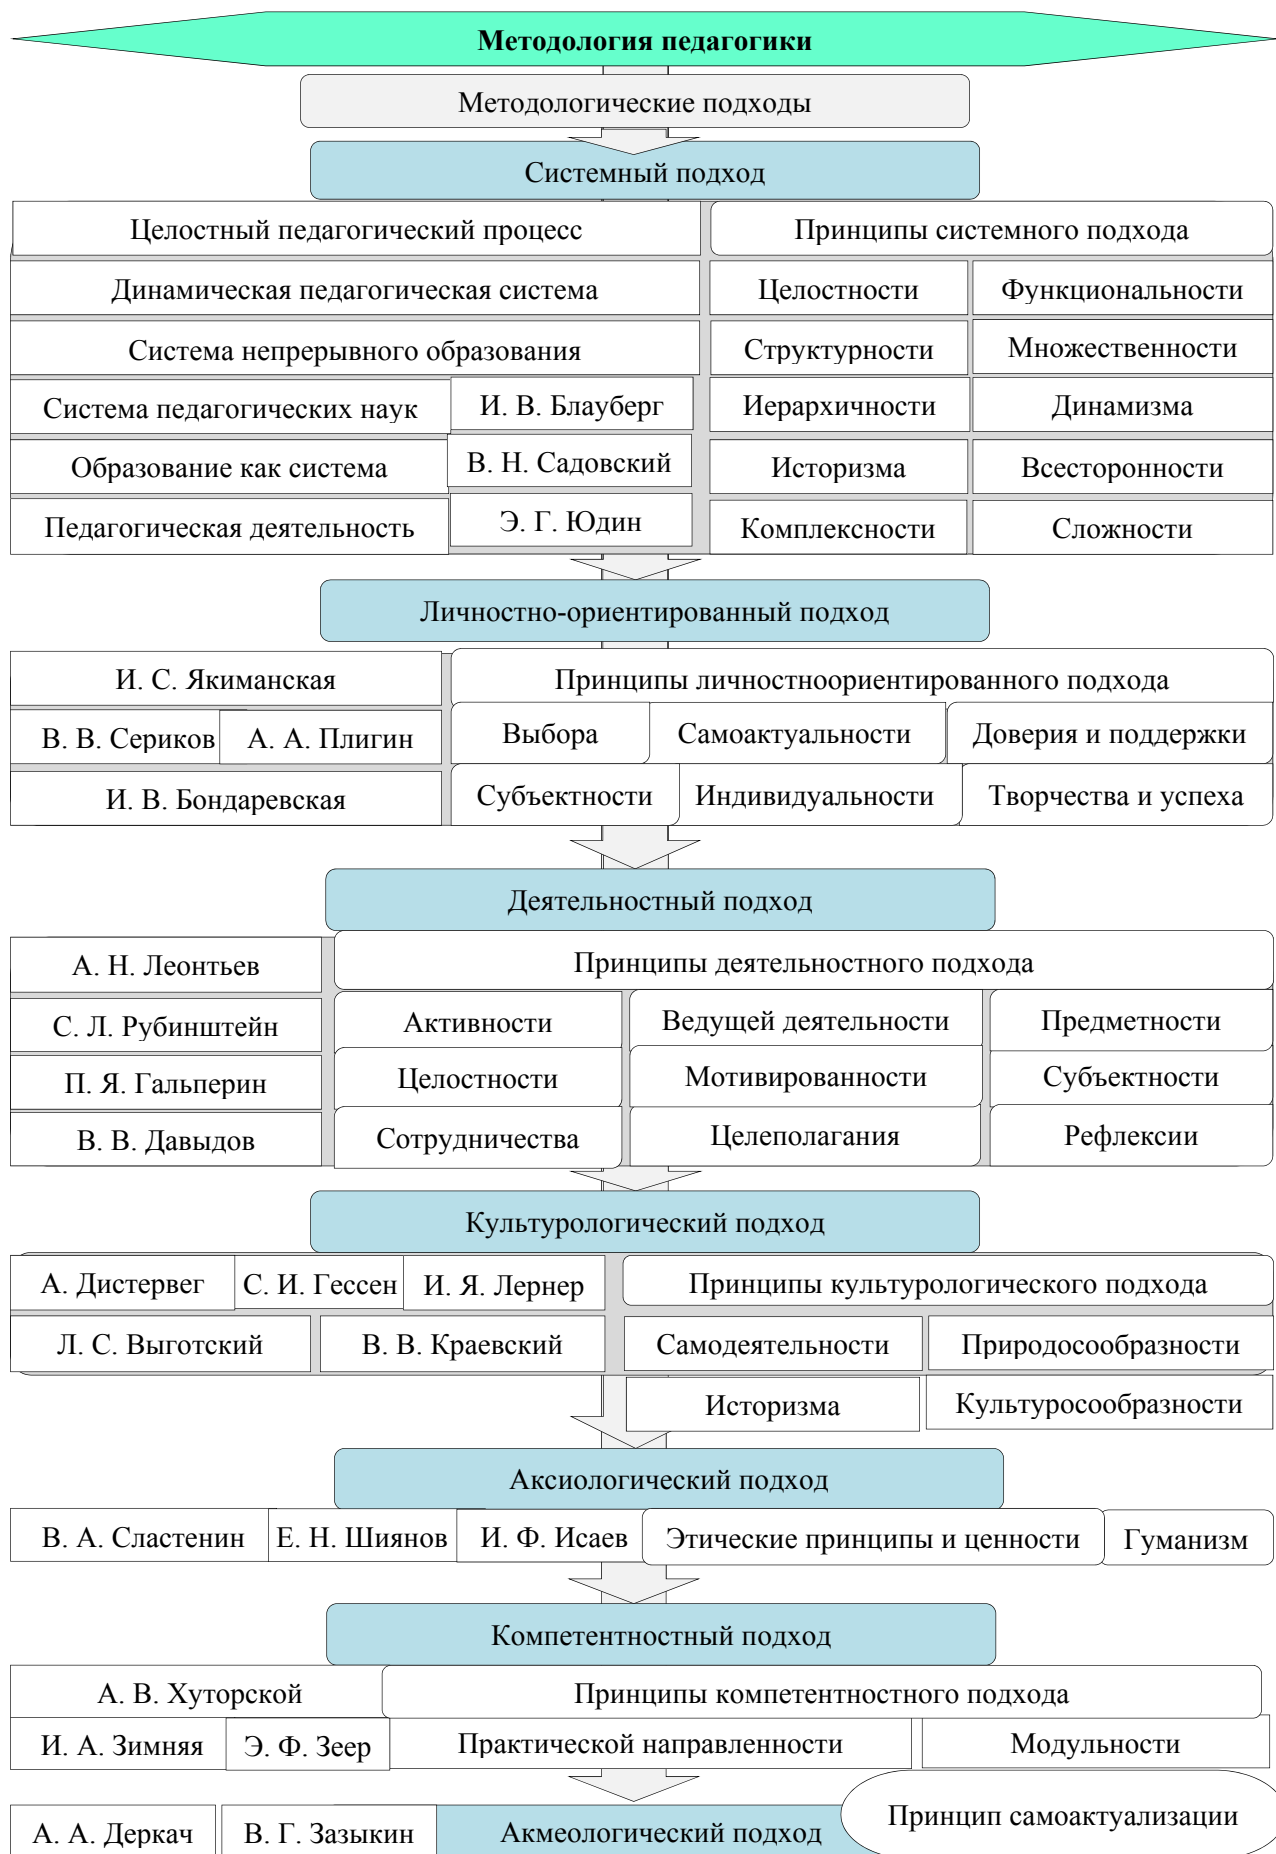 Методология педагогики
Методологические подходы
Системный подход
Целостный педагогический процесс
Принципы системного подхода
Динамическая педагогическая система
Целостности
Функциональности
Система непрерывного образования
Структурности
Множественности
Система педагогических наук
И. В. Блауберг
Иерархичности
Динамизма
Образование как система
В. Н. Садовский
Историзма
Всесторонности
Педагогическая деятельность
Э. Г. Юдин
Комплексности
Сложности
Личностно-ориентированный подход
И. С. Якиманская
Принципы личностноориентированного подхода
В. В. Сериков
А. А. Плигин
Выбора
Самоактуальности
Доверия и поддержки
И. В. Бондаревская
Субъектности
Индивидуальности
Творчества и успеха
Деятельностный подход
А. Н. Леонтьев
Принципы деятельностного подхода
С. Л. Рубинштейн
Активности
Ведущей деятельности
Предметности
П. Я. Гальперин
Целостности
Мотивированности
Субъектности
В. В. Давыдов
Сотрудничества
Целеполагания
Рефлексии
Культурологический подход
А. Дистервег
С. И. Гессен
И. Я. Лернер
Принципы культурологического подхода
Л. С. Выготский
В. В. Краевский
Самодеятельности
Природосообразности
Историзма
Культуросообразности
Аксиологический подход
В. А. Сластенин
Е. Н. Шиянов
И. Ф. Исаев
Этические принципы и ценности
Гуманизм
Компетентностный подход
А. В. Хуторской
Принципы компетентностного подхода
И. А. Зимняя
Э. Ф. Зеер
Практической направленности
Модульности
Принцип самоактуализации
А. А. Деркач
В. Г. Зазыкин
Акмеологический подход